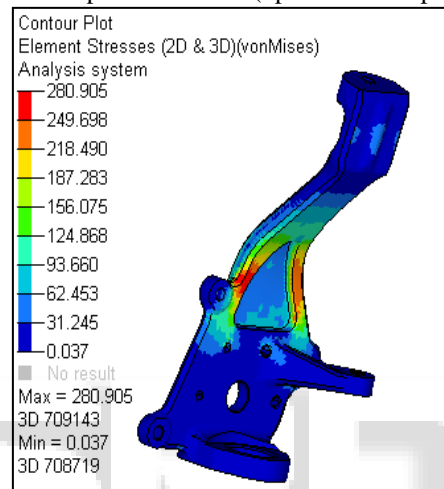 Contour Plot
Element Stresses (2D & 3D)(vonMises)
Analysis system
280.905
249.698
218.490
187.283
156.075
124.868
93.660
62.453
31.245
0.037
No result
Max = 280.905
3D 709143
Min = 0.037
3D 708719